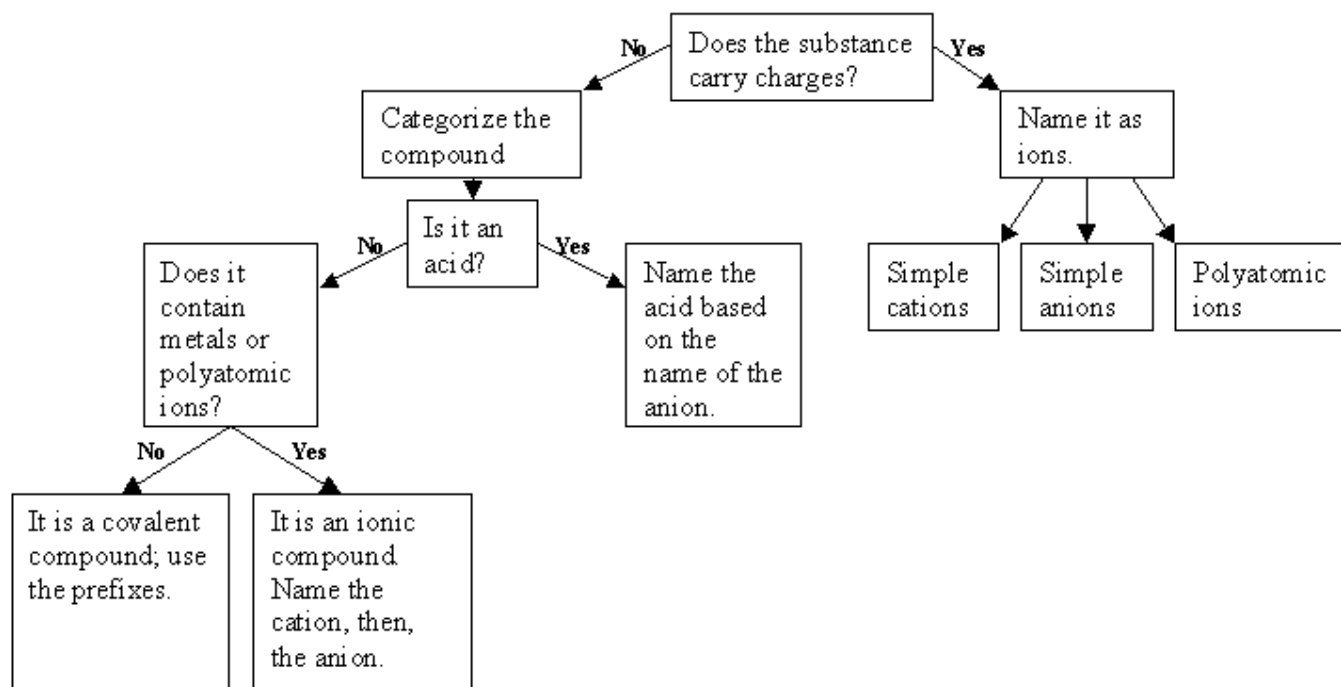 Does the substance
carry charges?
No
Yes
Categorize the
compound
Name it as
ions.
Is it an
acid?
No
Yes
Does it
contain
metals or
polyatomic
ions?
Name the
acid based
on the
name of the
anion.
Simple
cations
Simple
anions
Polyatomic
ions
No
Yes
It is a covalent
compound; use
the prefixes.
It is an ionic
compound.
Name the
cation, then,
the anion.